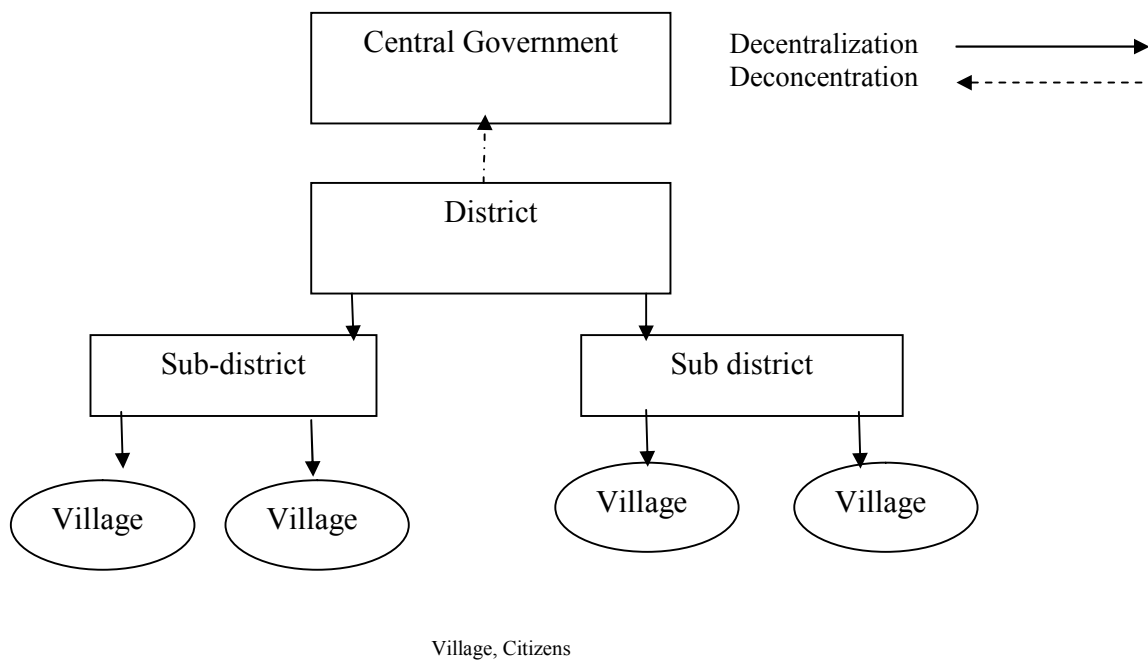 Central Government
Decentralization
Deconcentration
District
Sub-district
Sub district
Village
Village
Village
Village
Village, Citizens